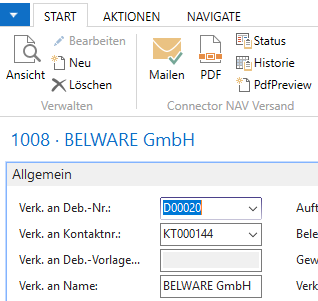 START AKTIONEN NAVIGATE
Ansicht
Bearbeiten
Neu
Löschen
Verwalten
Mailen
PDF
Status
Historie
PdfPreview
Connector NAV Versand
1008 · BELWARE GmbH
Allgemein
Verk. an Deb.-Nr.: D00020 Auft
Verk. an Kontaktnr.: KT000144 Bele
Verk. an Deb.-Vorlage... Gew
Verk. an Name: BELWARE GmbH Verk